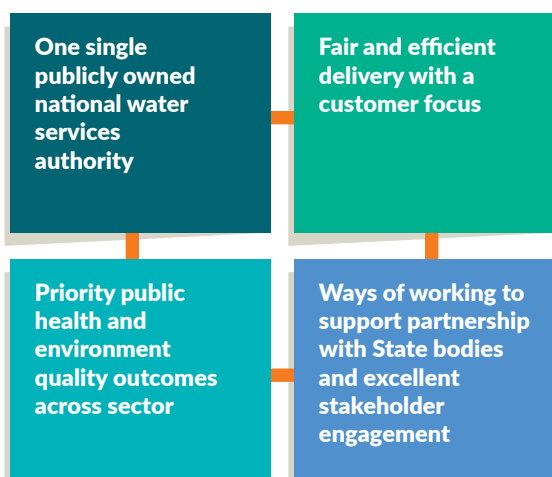 One single
publicly owned
national water
services
authority
Fair and efficient
delivery with a
customer focus
Priority public
health and
environment
quality outcomes
across sector
Ways of working to
support partnership
with State bodies
and excellent
stakeholder
engagement